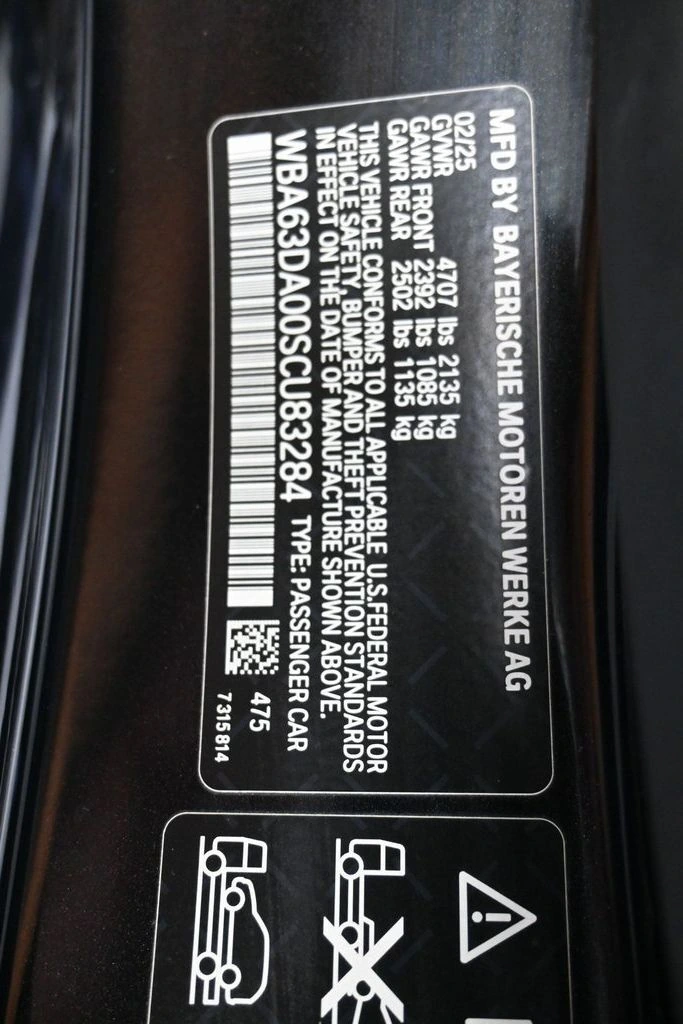 MFD BY BAYERISCHE MOTOREN WERKE AG
02/25
GVWR 4707 lbs 2135 kg
GAWR FRONT 2392 lbs 1085 kg
GAWR REAR 2502 lbs 1135 kg
THIS VEHICLE CONFORMS TO ALL APPLICABLE U.S.FEDERAL MOTOR
VEHICLE SAFETY, BUMPER AND THEFT PREVENTION STANDARDS
IN EFFECT ON THE DATE OF MANUFACTURE SHOWN ABOVE.
WBA63DA00SCU83284 TYPE: PASSENGER CAR
475
7 315 814